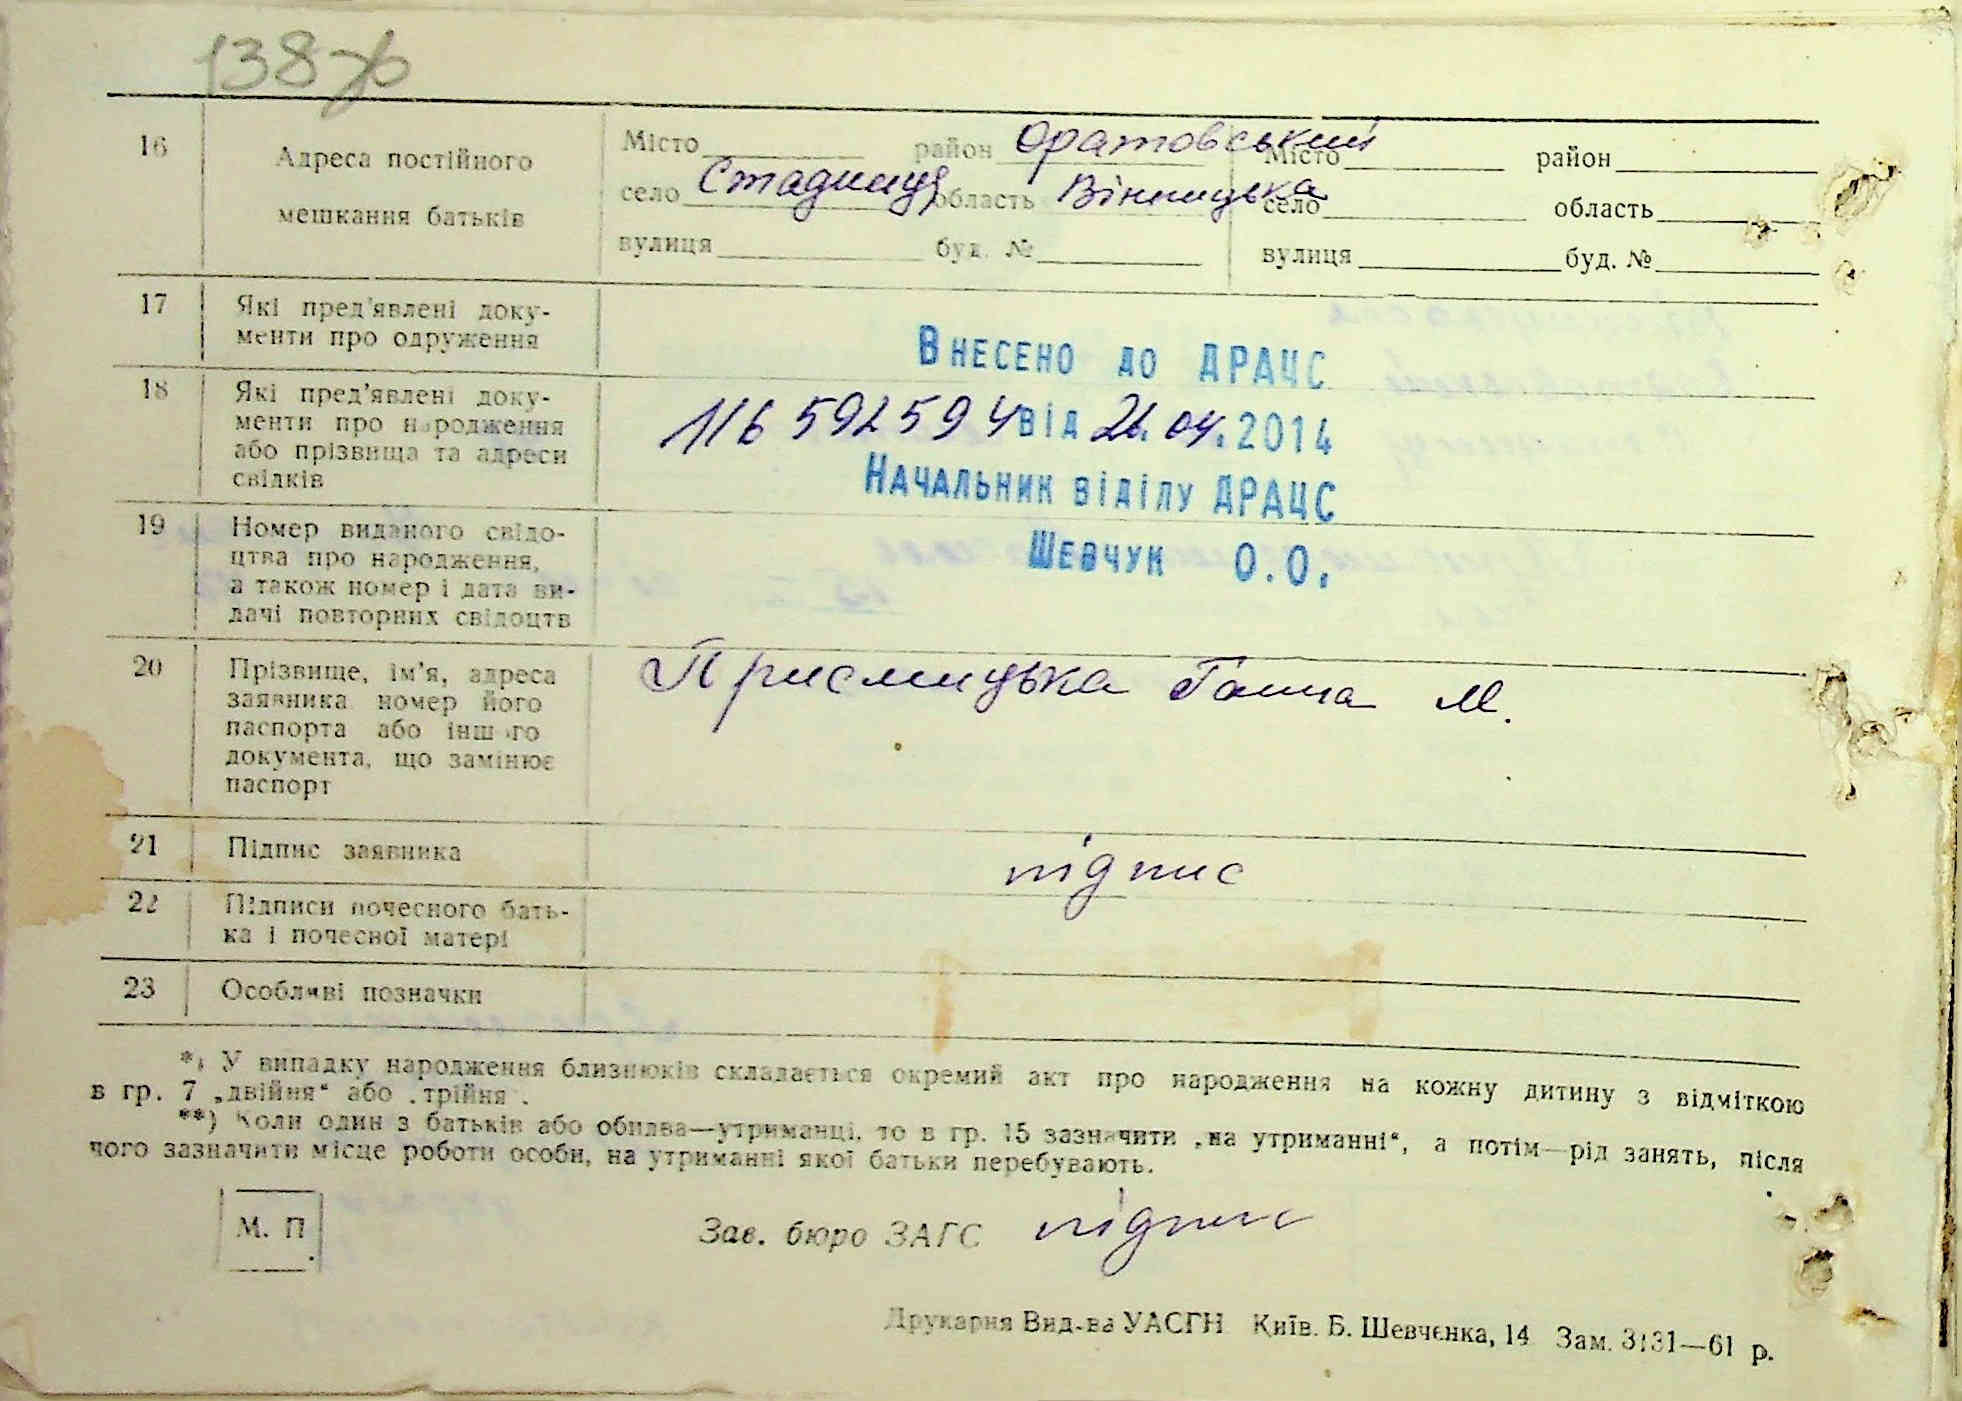 138 зв
16 Адреса постійного мешкання батьків
Місто район Оратовський Місто район
село Стадниця область Вінницька село область
вулиця буд. № вулиця буд. №
17 Які пред'явлені доку-
менти про одруження
Внесено до ДРАЦС
18 Які пред'явлені доку-
менти про народження
або прізвища та адреси
свідків
116 592594 від 26.04.2014
Начальник відділу ДРАЦС
19 Номер виданого свідо-
цтва про народження,
а також номер і дата ви-
дачі повторних свідоцтв
Шевчук О.О.
20 Прізвище, ім'я, адреса
заявника номер його
паспорта або іншого
документа, що замінює
паспорт
Ганна М.
21 Підпис заявника підпис
22 Підписи почесного бать-
ка і почесної матері
23 Особливі позначки
*) У випадку народження близнюків складається окремий акт про народження на кожну дитину з відміткою
в гр. 7 „двійня“ або „трійня“.
**) Коли один з батьків або обидва—утриманці, то в гр. 15 зазначити „на утриманні“, а потім—рід занять, після
чого зазначити місце роботи особи, на утриманні якої батьки перебувають.
М. П.
Зав. бюро ЗАГС підпис
Друкарня Вид-ва УАСГН Київ. Б. Шевченка, 14 Зам. 3131—61 р.